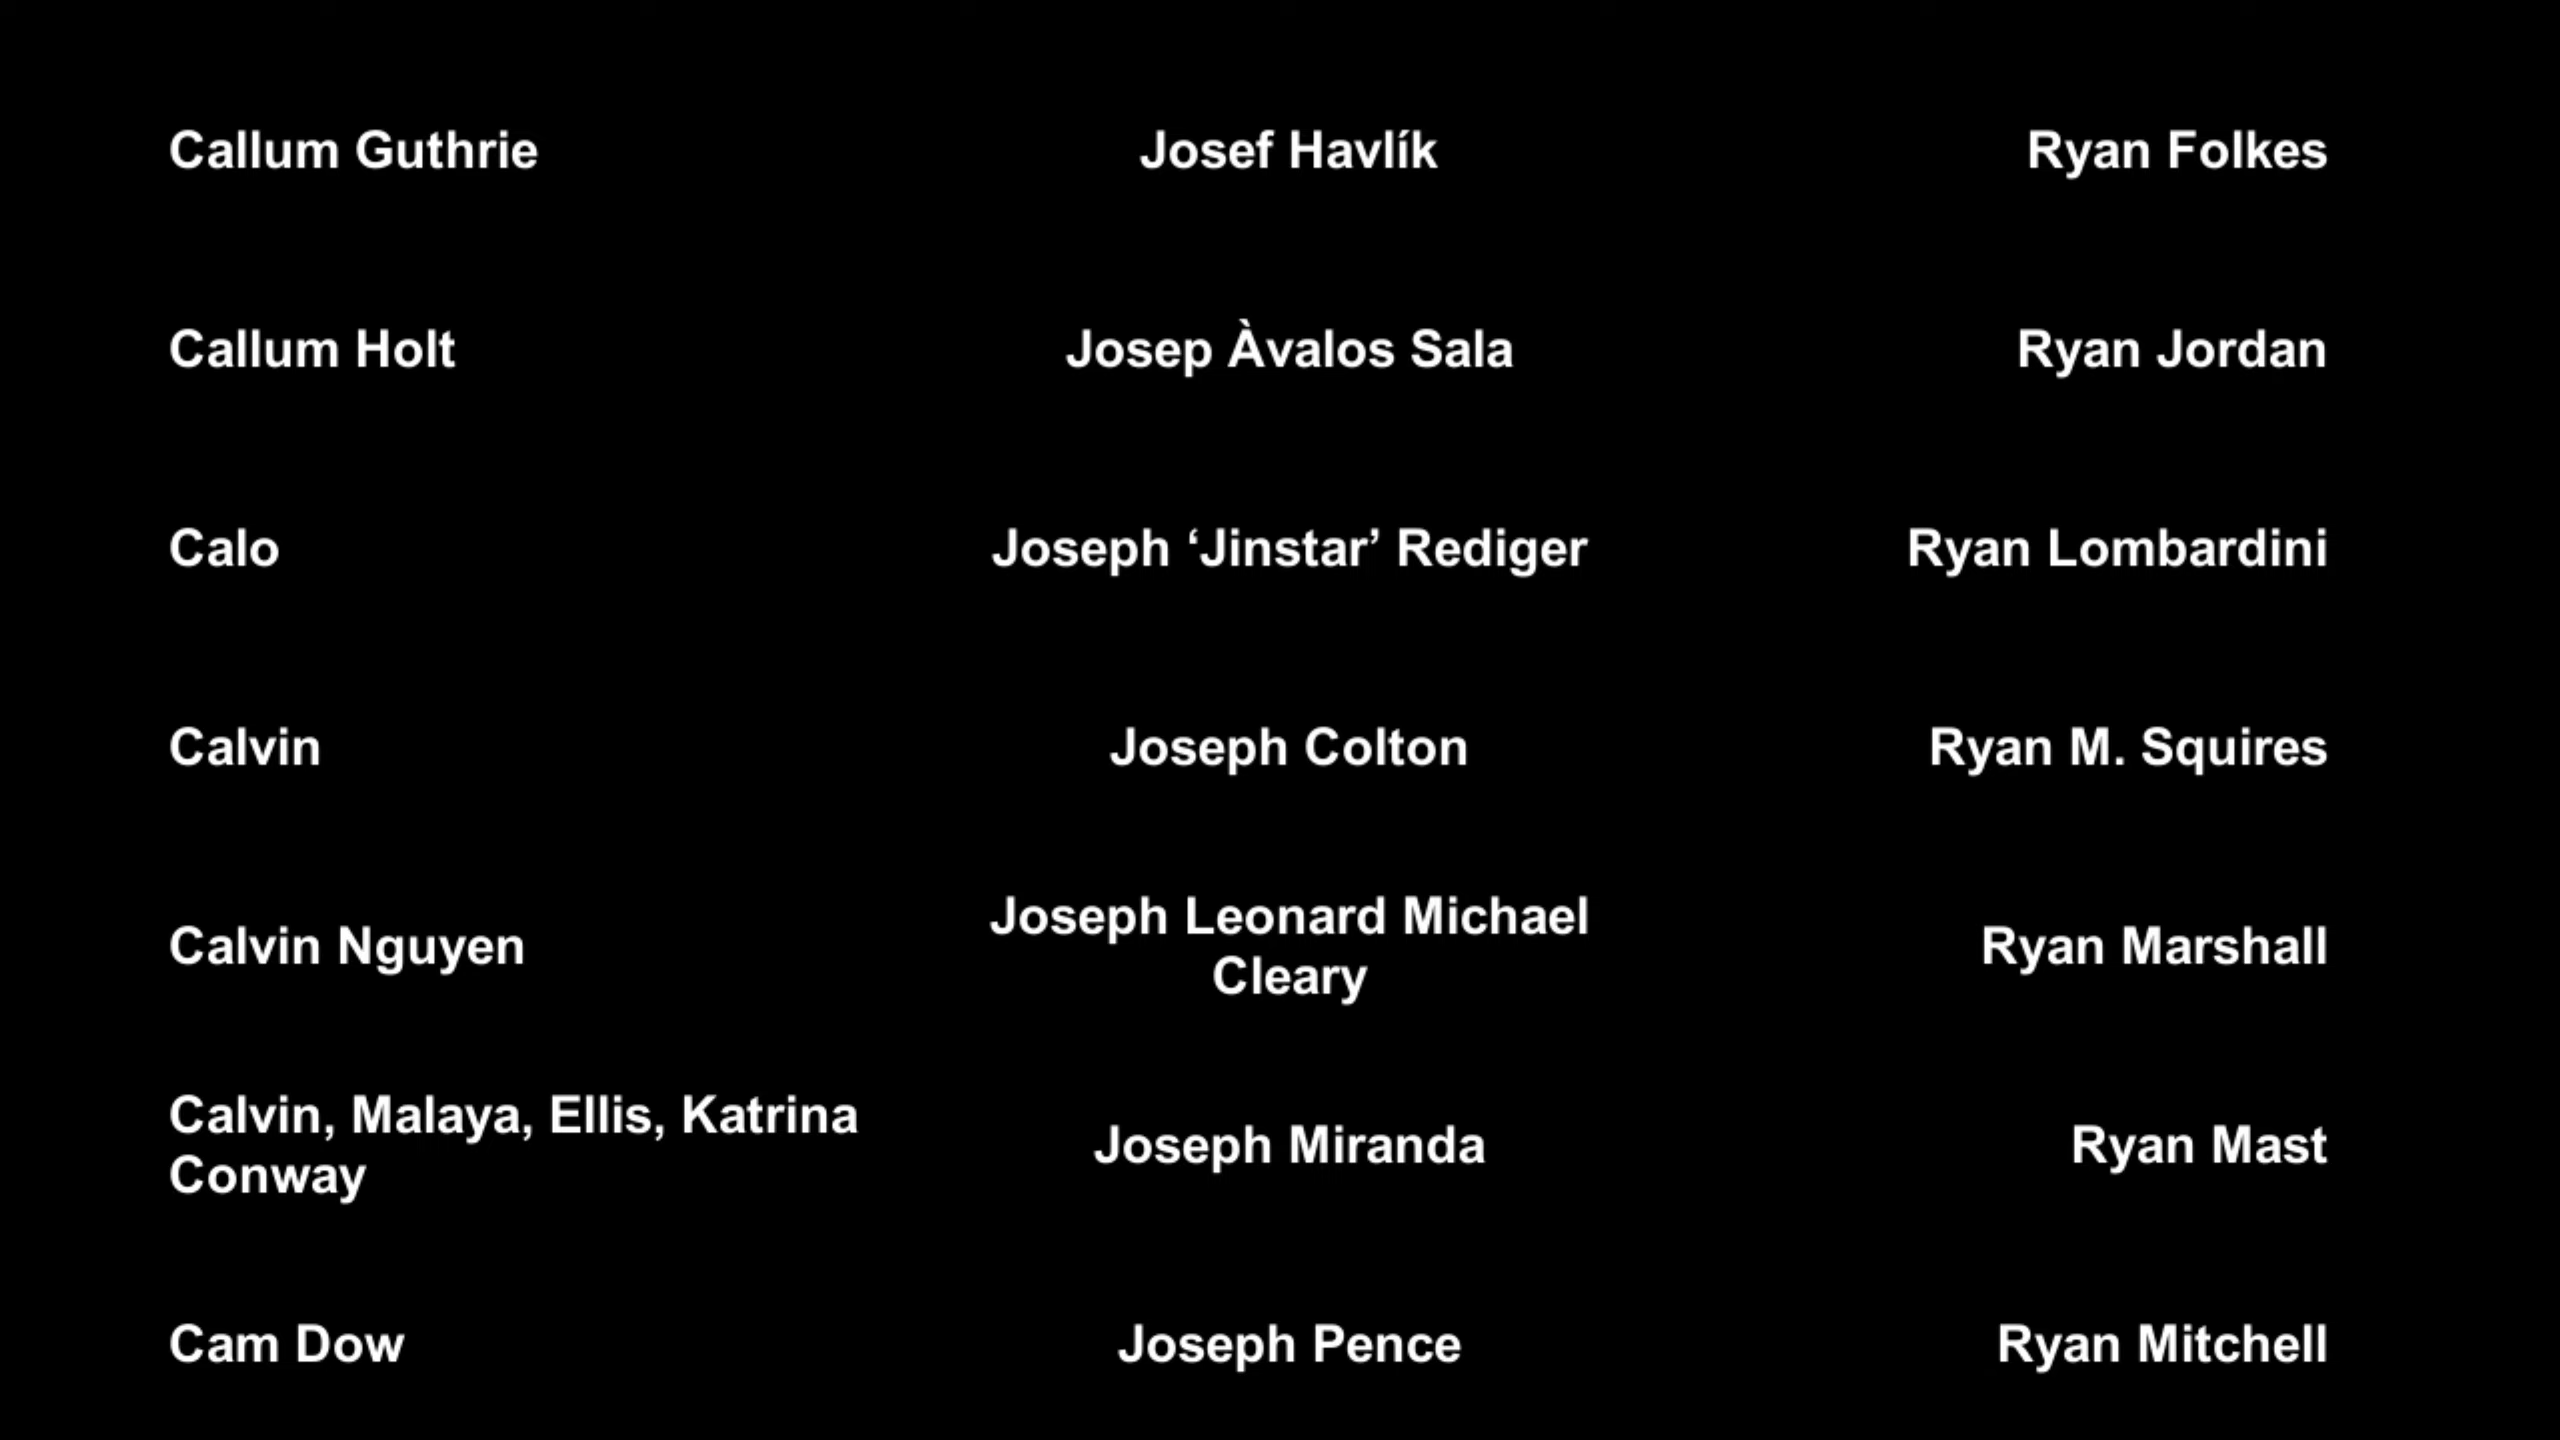 Callum Guthrie
Josef Havlík
Ryan Folkes
Callum Holt
Josep Àvalos Sala
Ryan Jordan
Calo
Joseph ‘Jinstar’ Rediger
Ryan Lombardini
Calvin
Joseph Colton
Ryan M. Squires
Calvin Nguyen
Joseph Leonard Michael
Cleary
Ryan Marshall
Calvin, Malaya, Ellis, Katrina
Conway
Joseph Miranda
Ryan Mast
Cam Dow
Joseph Pence
Ryan Mitchell